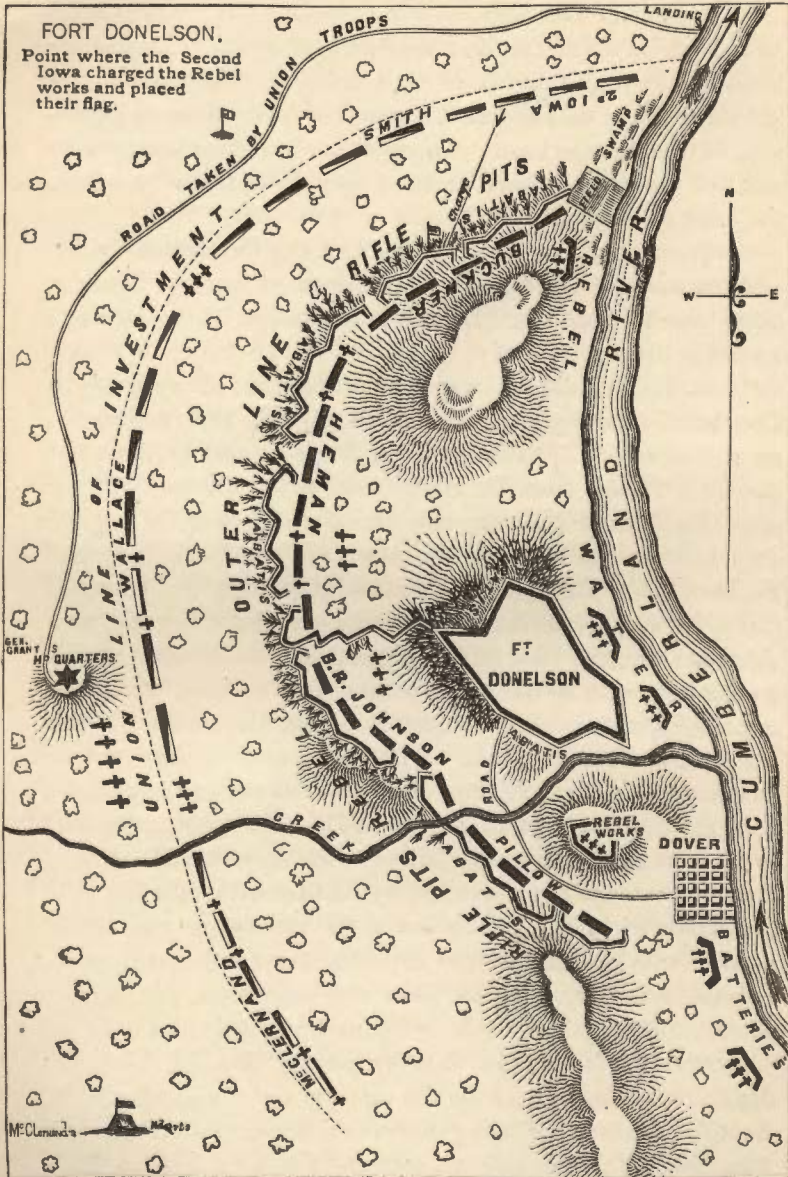 FORT DONELSON.
Point where the Second
Iowa charged the Rebel
works and placed
their flag.
LANDING
ROAD TAKEN BY UNION TROOPS
SMITH
2D IOWA
SWAMP
FIELD
Charge
OUTER LINE RIFLE PITS
ABATIS
ABATIS
ABATIS
BUCKNER
HIEMAN
N
W
E
UNION LINE OF INVESTMENT
WALLACE
GEN.
GRANT'S
HD QUARTERS
REBEL WATER BATTERIE'S
CUMBERLAND RIVER
FT.
DONELSON
ABATIS
B.R. JOHNSON
REBEL RIFLE PITS
ABATIS
ROAD
CREEK
REBEL
WORKS
DOVER
PILLOW
McCLERNAND
McClernand's